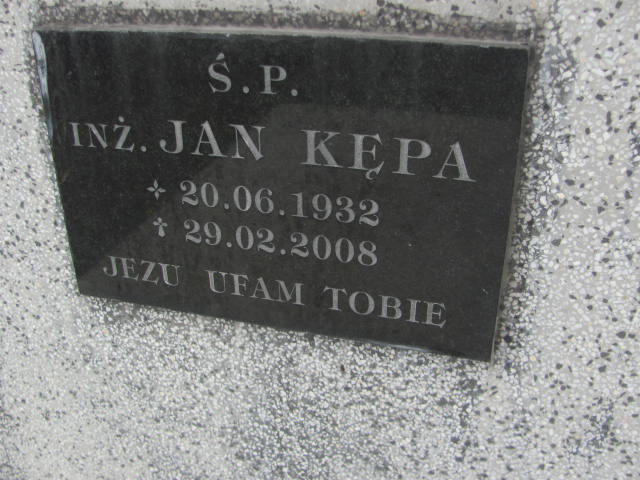 Ś.P.
INŻ. JAN KĘPA
✢ 20.06.1932
✝ 29.02.2008
JEZU UFAM TOBIE